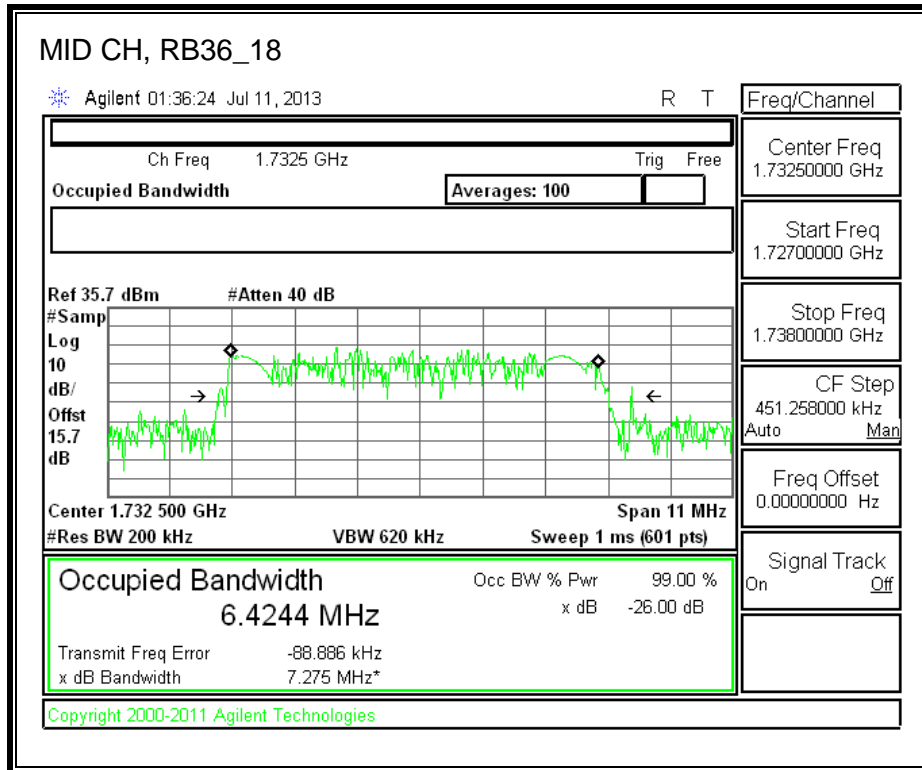 MID CH, RB36_18
Agilent 01:36:24 Jul 11, 2013 R T
Freq/Channel
Ch Freq 1.7325 GHz Trig Free
Occupied Bandwidth Averages: 100
Center Freq
1.73250000 GHz
Start Freq
1.72700000 GHz
Ref 35.7 dBm #Atten 40 dB
#Samp
Log
10
dB/
Offst
15.7
dB
Stop Freq
1.73800000 GHz
CF Step
451.258000 kHz
Auto Man
Freq Offset
0.00000000 Hz
Center 1.732 500 GHz Span 11 MHz
#Res BW 200 kHz VBW 620 kHz Sweep 1 ms (601 pts)
Signal Track
On Off
Occupied Bandwidth Occ BW % Pwr 99.00 %
6.4244 MHz x dB -26.00 dB
Transmit Freq Error -88.886 kHz
x dB Bandwidth 7.275 MHz*
Copyright 2000-2011 Agilent Technologies